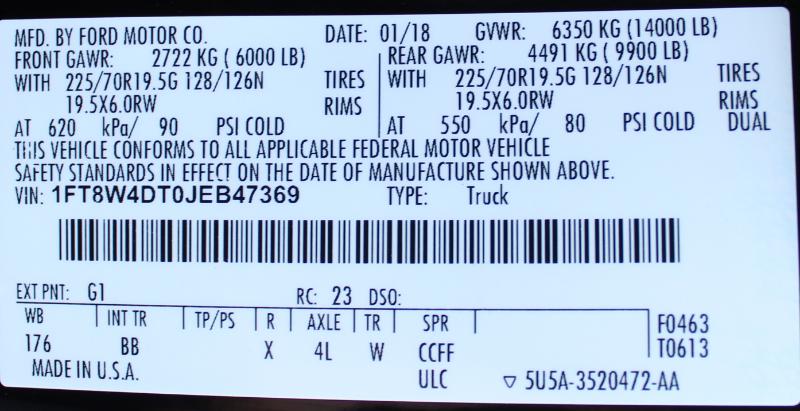 MFD. BY FORD MOTOR CO. DATE: 01/18 GVWR: 6350 KG (14000 LB)
FRONT GAWR: 2722 KG ( 6000 LB) REAR GAWR: 4491 KG ( 9900 LB)
WITH 225/70R19.5G 128/126N TIRES WITH 225/70R19.5G 128/126N TIRES
19.5X6.0RW RIMS 19.5X6.0RW RIMS
AT 620 kPa/ 90 PSI COLD AT 550 kPa/ 80 PSI COLD DUAL
THIS VEHICLE CONFORMS TO ALL APPLICABLE FEDERAL MOTOR VEHICLE
SAFETY STANDARDS IN EFFECT ON THE DATE OF MANUFACTURE SHOWN ABOVE.
VIN: 1FT8W4DT0JEB47369 TYPE: Truck
EXT PNT: G1 RC: 23 DSO:
WB INT TR TP/PS R AXLE TR SPR F0463
176 BB X 4L W CCFF T0613
MADE IN U.S.A. ULC ▽ 5U5A-3520472-AA